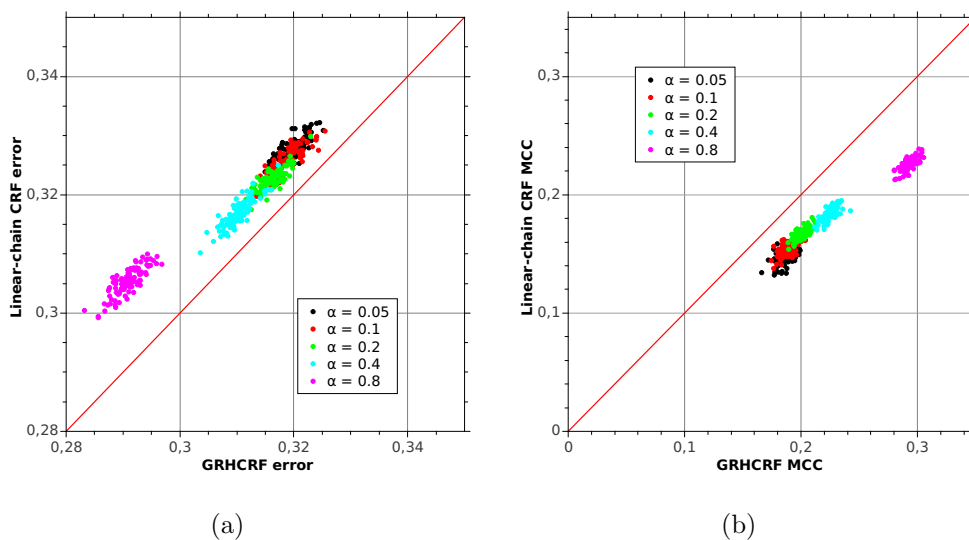 0,34
0,32
0,3
0,28
0,28
0,3
0,32
0,34
Linear-chain CRF error
GRHCRF error
α = 0.05
α = 0.1
α = 0.2
α = 0.4
α = 0.8
(a)
0,3
0,2
0,1
0
0
0,1
0,2
0,3
Linear-chain CRF MCC
GRHCRF MCC
α = 0.05
α = 0.1
α = 0.2
α = 0.4
α = 0.8
(b)